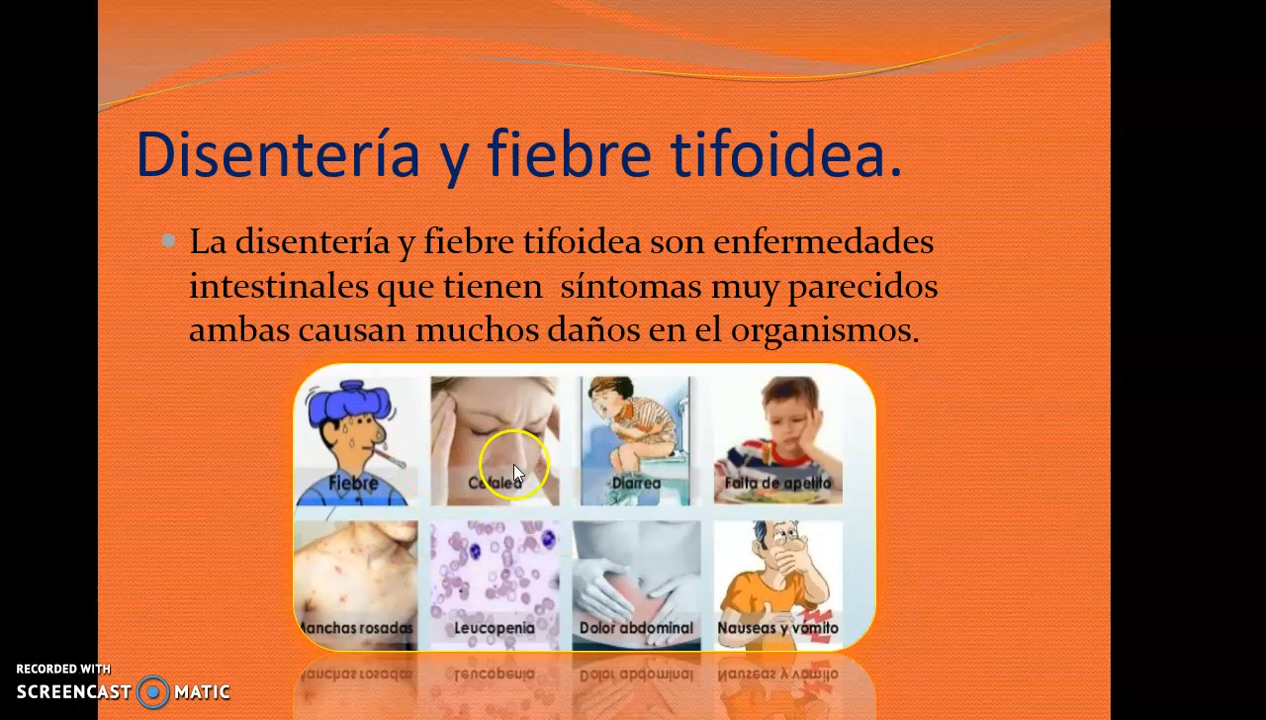 Disentería y fiebre tifoidea.
La disentería y fiebre tifoidea son enfermedades
intestinales que tienen síntomas muy parecidos
ambas causan muchos daños en el organismos.
Fiebre
Cefalea
Diarrea
Falta de apetito
Manchas rosadas
Leucopenia
Dolor abdominal
Nauseas y vomito
RECORDED WITH
SCREENCAST MATIC